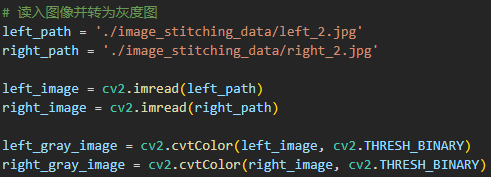 # 读入图像并转为灰度图
left_path = './image_stitching_data/left_2.jpg'
right_path = './image_stitching_data/right_2.jpg'
left_image = cv2.imread(left_path)
right_image = cv2.imread(right_path)
left_gray_image = cv2.cvtColor(left_image, cv2.THRESH_BINARY)
right_gray_image = cv2.cvtColor(right_image, cv2.THRESH_BINARY)